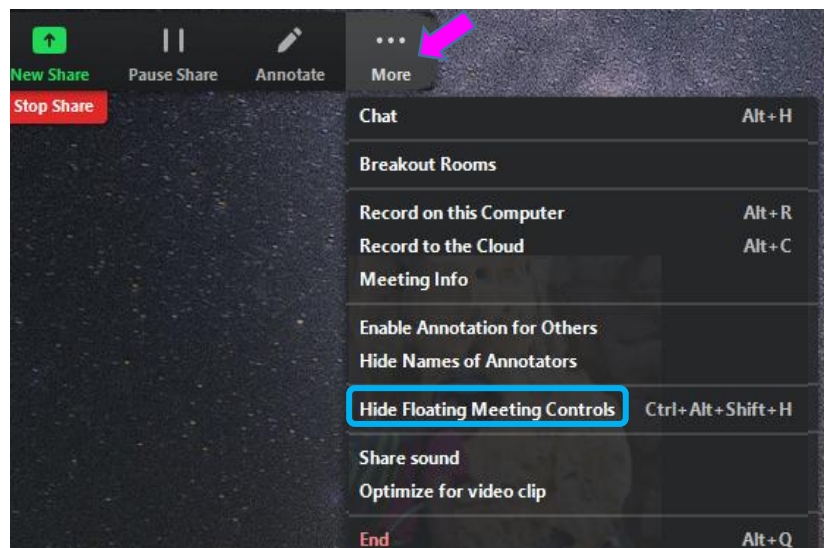 New Share Pause Share Annotate More
Stop Share
Chat Alt+H
Breakout Rooms
Record on this Computer Alt+R
Record to the Cloud Alt+C
Meeting Info
Enable Annotation for Others
Hide Names of Annotators
Hide Floating Meeting Controls Ctrl+Alt+Shift+H
Share sound
Optimize for video clip
End Alt+Q